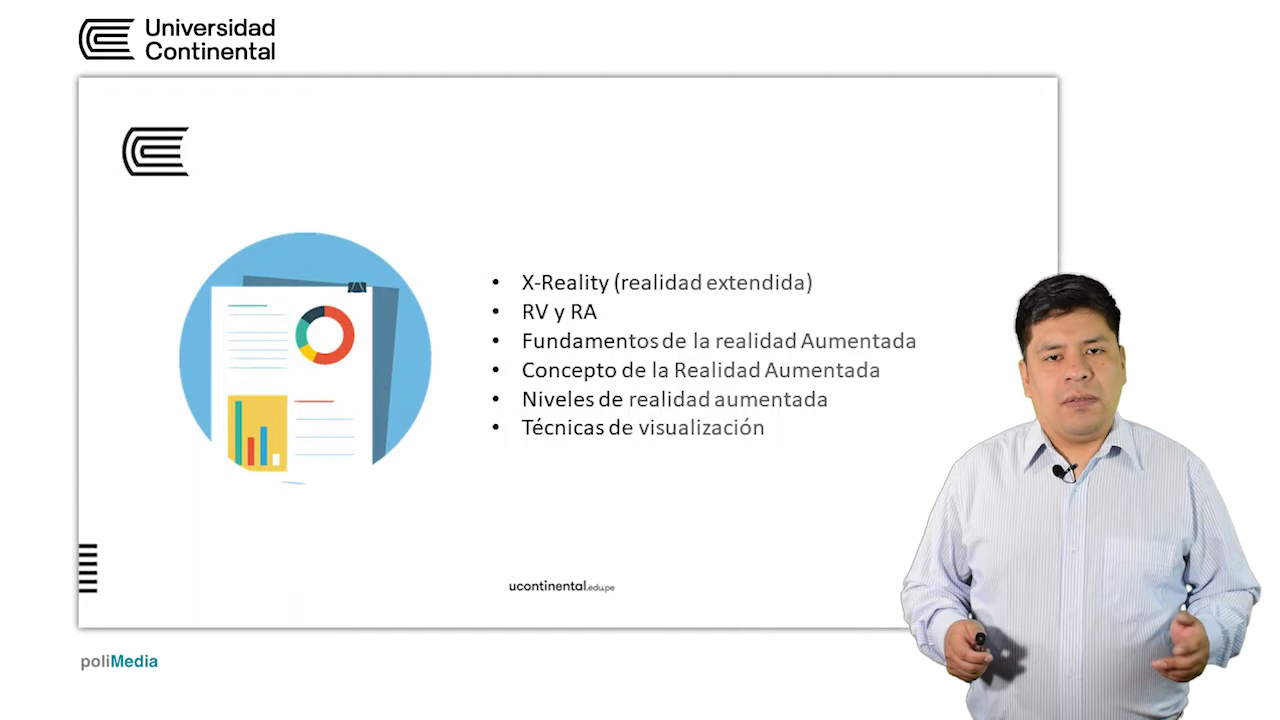 Universidad
Continental
• X-Reality (realidad extendida)
• RV y RA
• Fundamentos de la realidad Aumentada
• Concepto de la Realidad Aumentada
• Niveles de realidad aumentada
• Técnicas de visualización
ucontinental.edu.pe
poliMedia